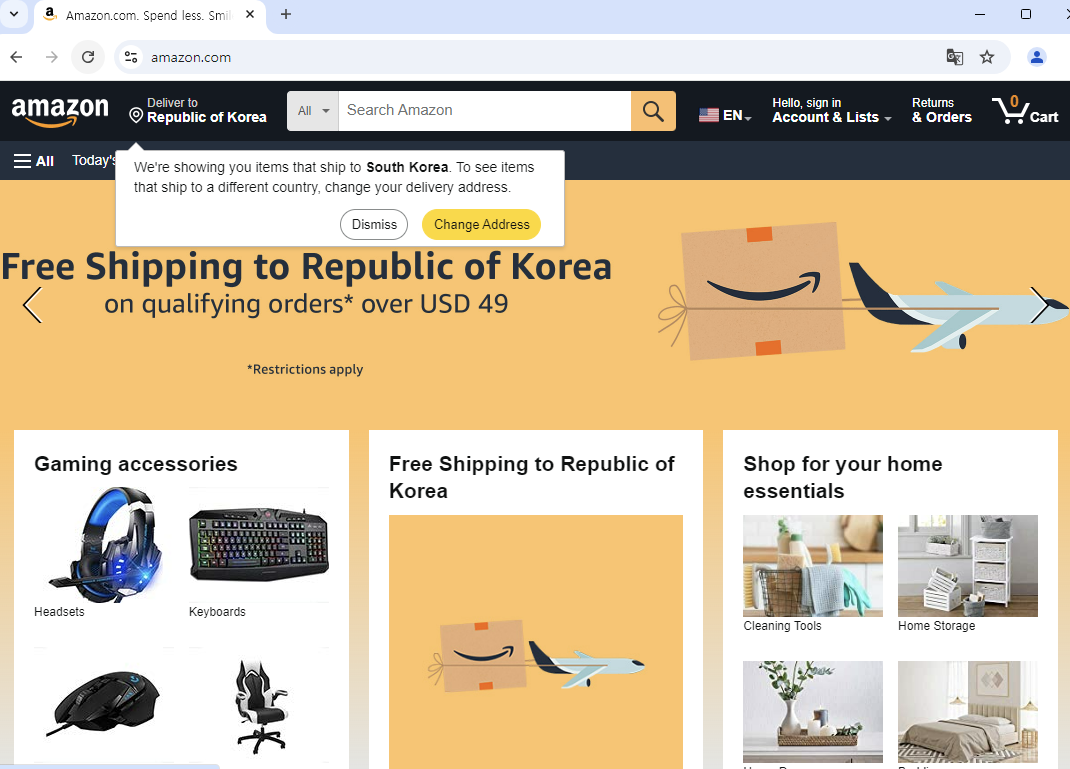 Amazon.com. Spend less. Smil
amazon.com
amazon
Deliver to
Republic of Korea
All
Search Amazon
EN
Hello, sign in
Account & Lists
Returns
& Orders
0
Cart
All
Today's
We're showing you items that ship to South Korea. To see items
that ship to a different country, change your delivery address.
Dismiss
Change Address
Free Shipping to Republic of Korea
on qualifying orders* over USD 49
*Restrictions apply
Gaming accessories
Headsets
Keyboards
Free Shipping to Republic of
Korea
Shop for your home
essentials
Cleaning Tools
Home Storage